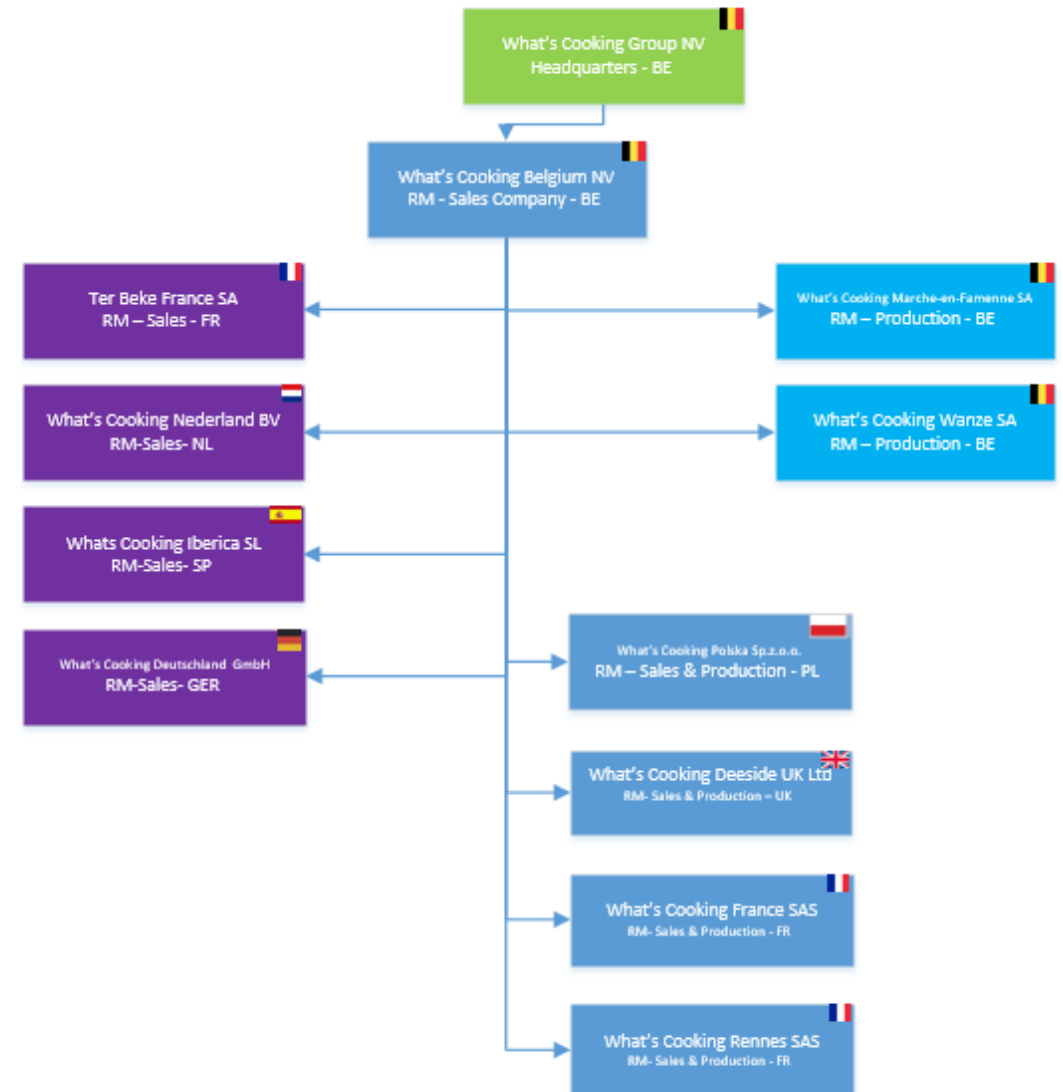 What's Cooking Group NV
Headquarters - BE
What's Cooking Belgium NV
RM - Sales Company - BE
Ter Beke France SA
RM – Sales - FR
What's Cooking Marche-en-Famenne SA
RM – Production - BE
What's Cooking Nederland BV
RM-Sales- NL
What's Cooking Wanze SA
RM – Production - BE
Whats Cooking Iberica SL
RM-Sales- SP
What's Cooking Deutschland GmbH
RM-Sales- GER
What's Cooking Polska Sp.z.o.o.
RM – Sales & Production - PL
What's Cooking Deeside UK Ltd
RM- Sales & Production – UK
What's Cooking France SAS
RM- Sales & Production - FR
What's Cooking Rennes SAS
RM- Sales & Production - FR